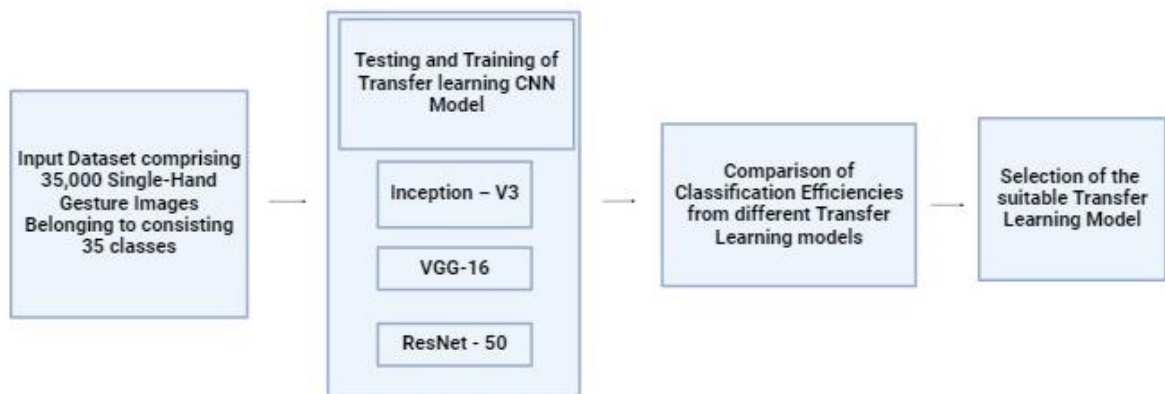 Input Dataset comprising
35,000 Single-Hand
Gesture Images
Belonging to consisting
35 classes
Testing and Training of
Transfer learning CNN
Model
Inception – V3
VGG-16
ResNet - 50
Comparison of
Classification Efficiencies
from different Transfer
Learning models
Selection of the
suitable Transfer
Learning Model